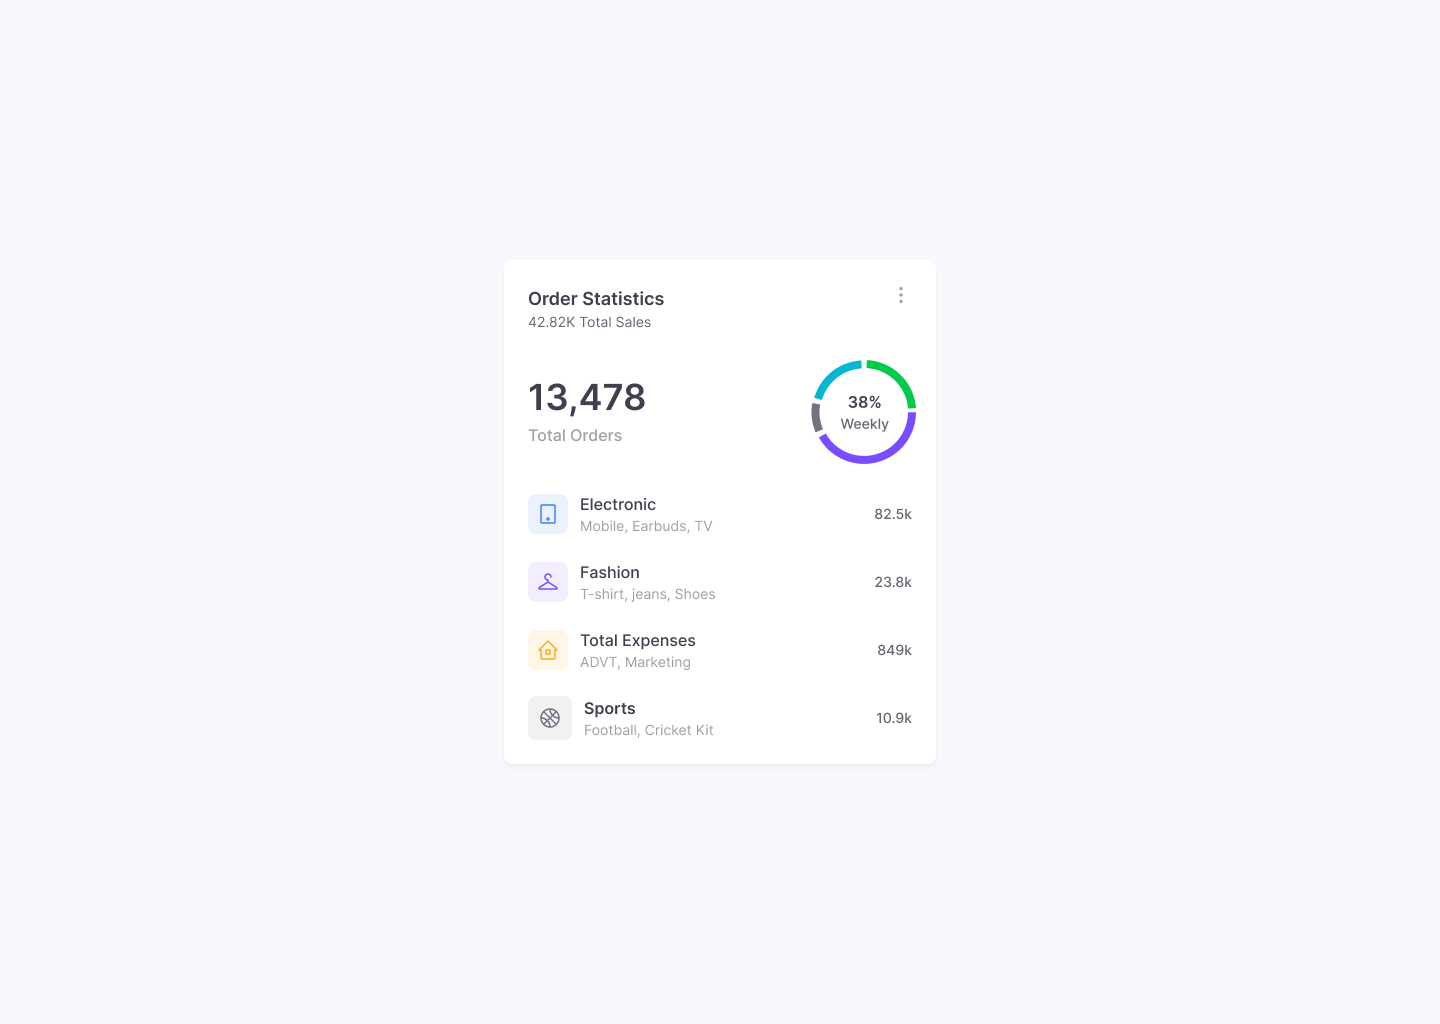 Order Statistics
42.82K Total Sales
13,478
Total Orders
38%
Weekly
Electronic
Mobile, Earbuds, TV
82.5k
Fashion
T-shirt, jeans, Shoes
23.8k
Total Expenses
ADVT, Marketing
849k
Sports
Football, Cricket Kit
10.9k